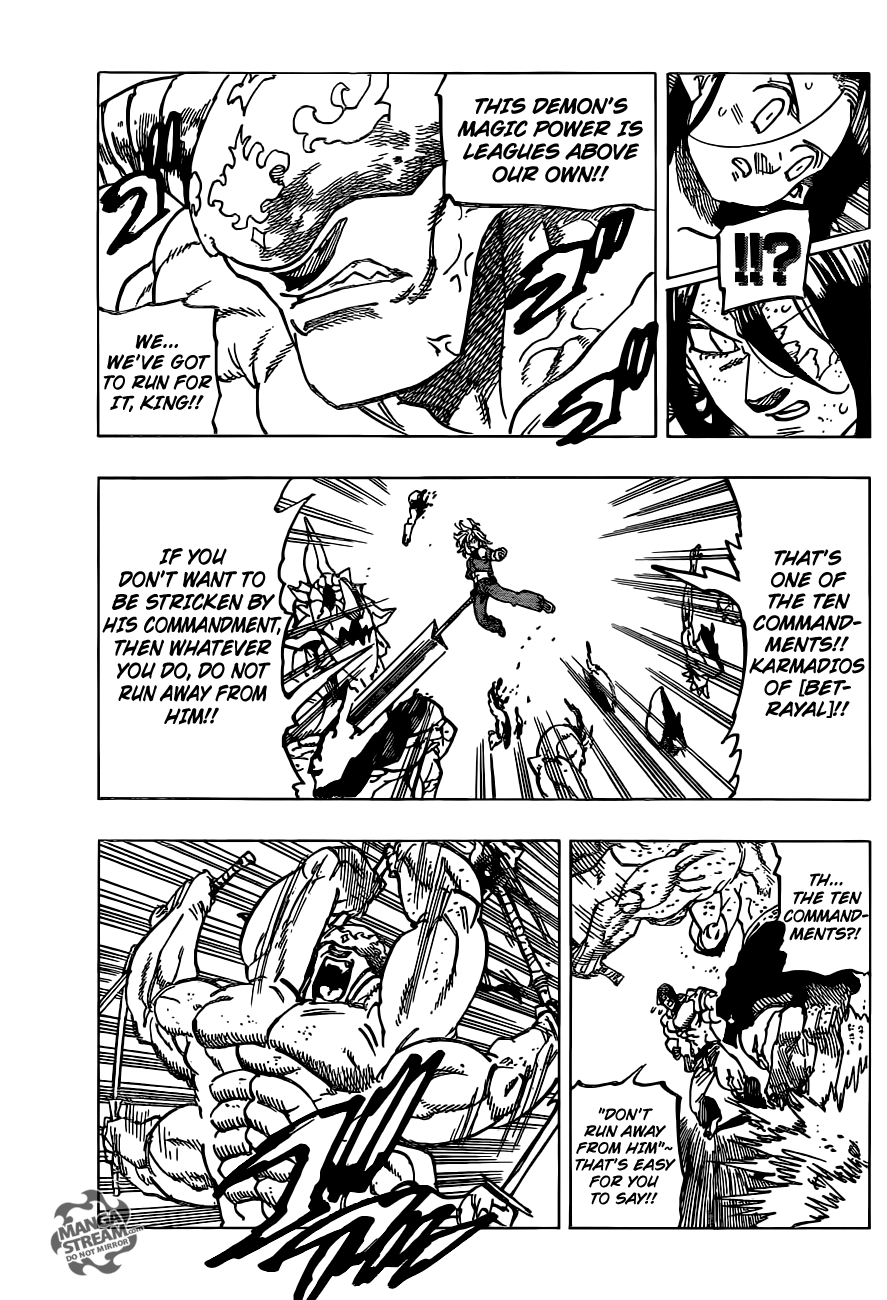 !!?
THIS DEMON'S
MAGIC POWER IS
LEAGUES ABOVE
OUR OWN!!
WE...
WE'VE GOT
TO RUN FOR
IT, KING!!
THAT'S
ONE OF
THE TEN
COMMAND-
MENTS!!
KARMADIOS
OF [BET-
RAYAL]!!
IF YOU
DON'T WANT TO
BE STRICKEN BY
HIS COMMANDMENT,
THEN WHATEVER
YOU DO, DO NOT
RUN AWAY FROM
HIM!!
TH...
THE TEN
COMMAND-
MENTS?!
"DON'T
RUN AWAY
FROM HIM"~
THAT'S EASY
FOR YOU
TO SAY!!
MANGA
STREAM.com
DO NOT MIRROR